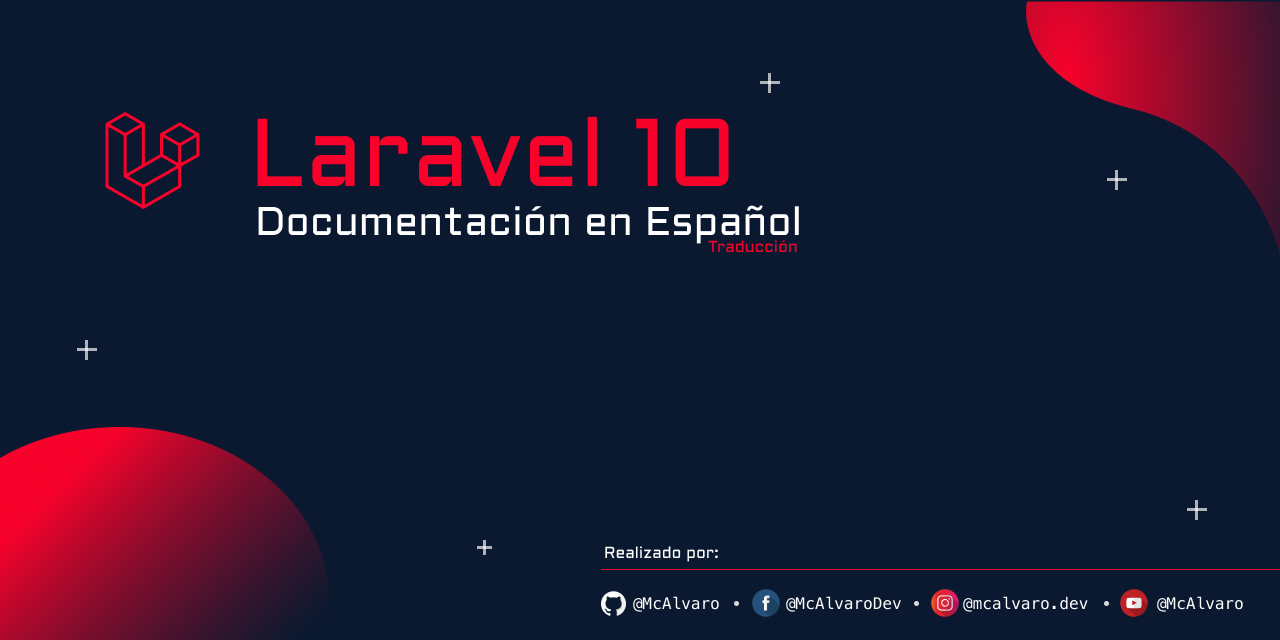 Laravel 10
Documentación en Español
Traducción
Realizado por:
@McAlvaro • @McAlvaroDev • @mcalvaro.dev • @McAlvaro